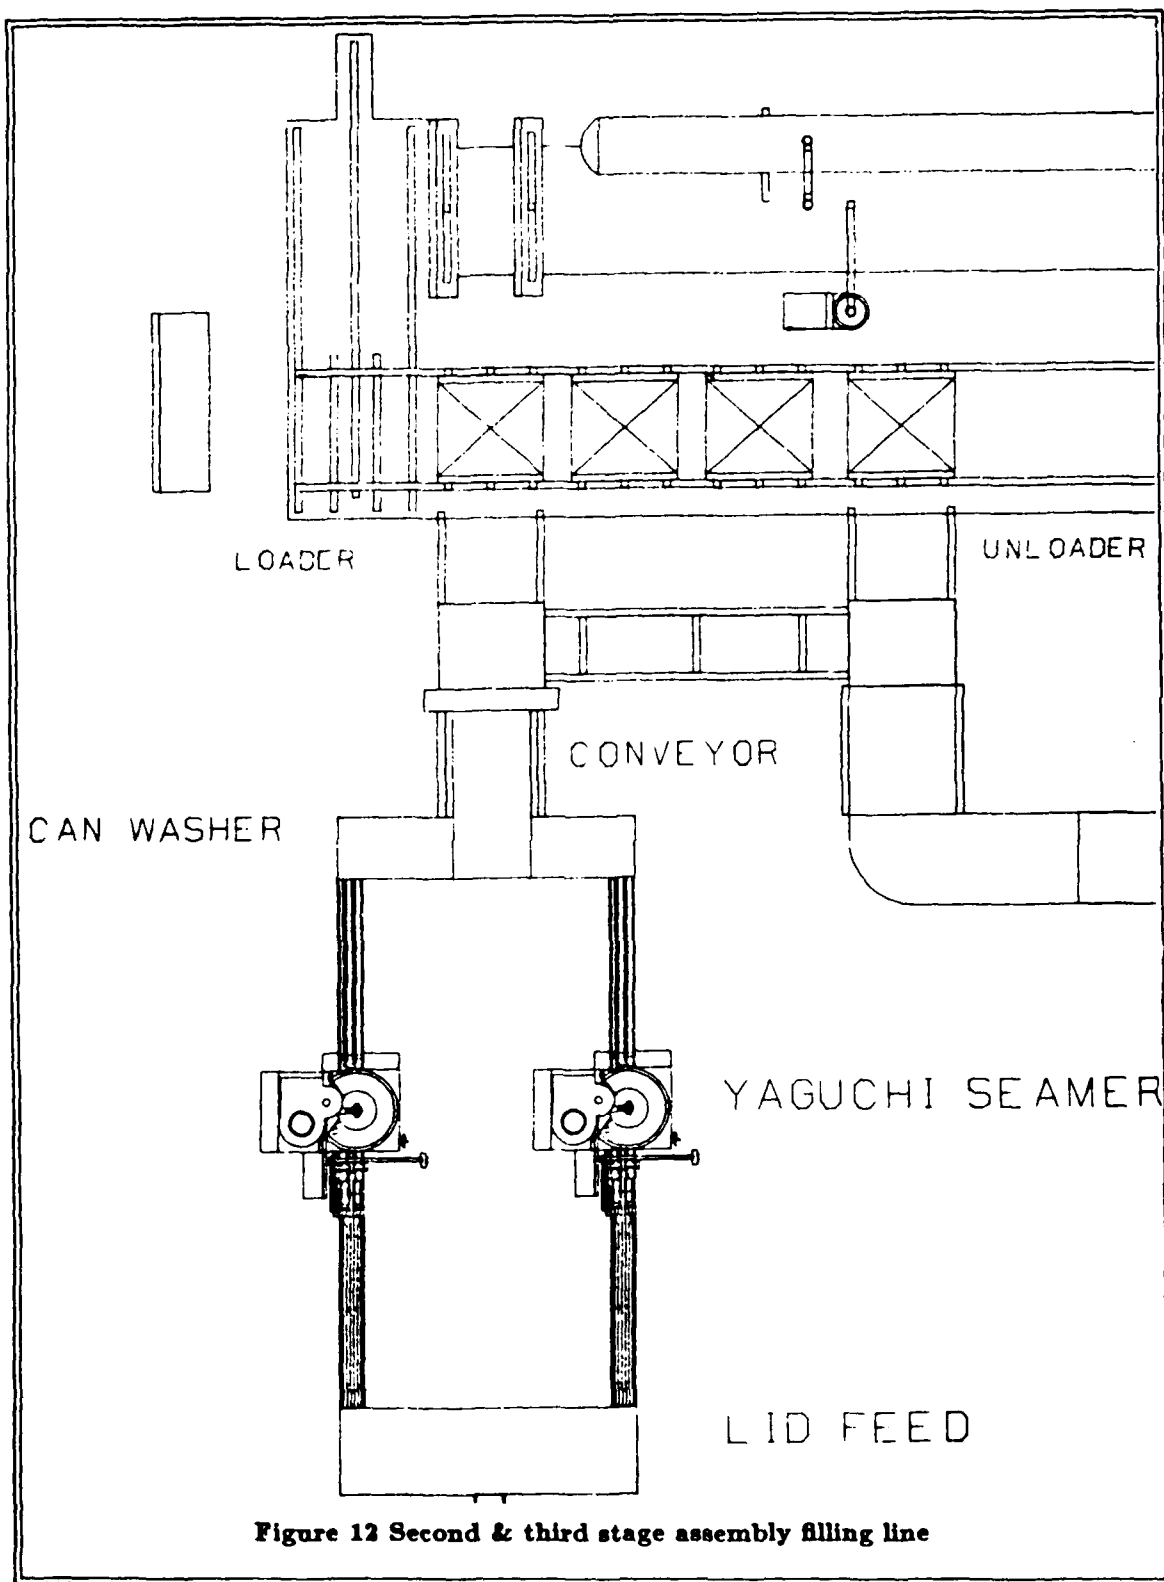 LOADER
UNLOADER
CONVEYOR
CAN WASHER
YAGUCHI SEAMER
LID FEED
Figure 12 Second & third stage assembly filling line